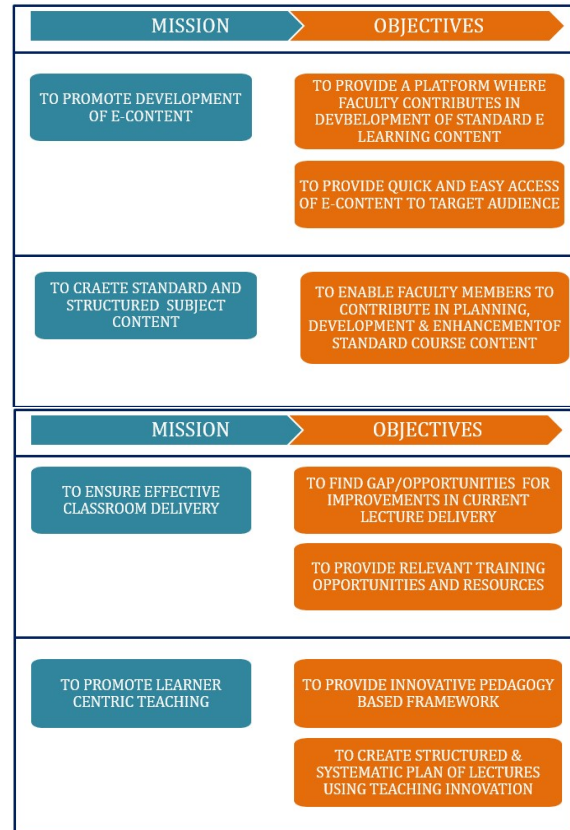 MISSION
OBJECTIVES
TO PROMOTE DEVELOPMENT
OF E-CONTENT
TO PROVIDE A PLATFORM WHERE
FACULTY CONTRIBUTES IN
DEVBELOPMENT OF STANDARD E
LEARNING CONTENT
TO PROVIDE QUICK AND EASY ACCESS
OF E-CONTENT TO TARGET AUDIENCE
TO CRAETE STANDARD AND
STRUCTURED SUBJECT
CONTENT
TO ENABLE FACULTY MEMBERS TO
CONTRIBUTE IN PLANNING,
DEVELOPMENT & ENHANCEMENTOF
STANDARD COURSE CONTENT
MISSION
OBJECTIVES
TO ENSURE EFFECTIVE
CLASSROOM DELIVERY
TO FIND GAP/OPPORTUNITIES FOR
IMPROVEMENTS IN CURRENT
LECTURE DELIVERY
TO PROVIDE RELEVANT TRAINING
OPPORTUNITIES AND RESOURCES
TO PROMOTE LEARNER
CENTRIC TEACHING
TO PROVIDE INNOVATIVE PEDAGOGY
BASED FRAMEWORK
TO CREATE STRUCTURED &
SYSTEMATIC PLAN OF LECTURES
USING TEACHING INNOVATION